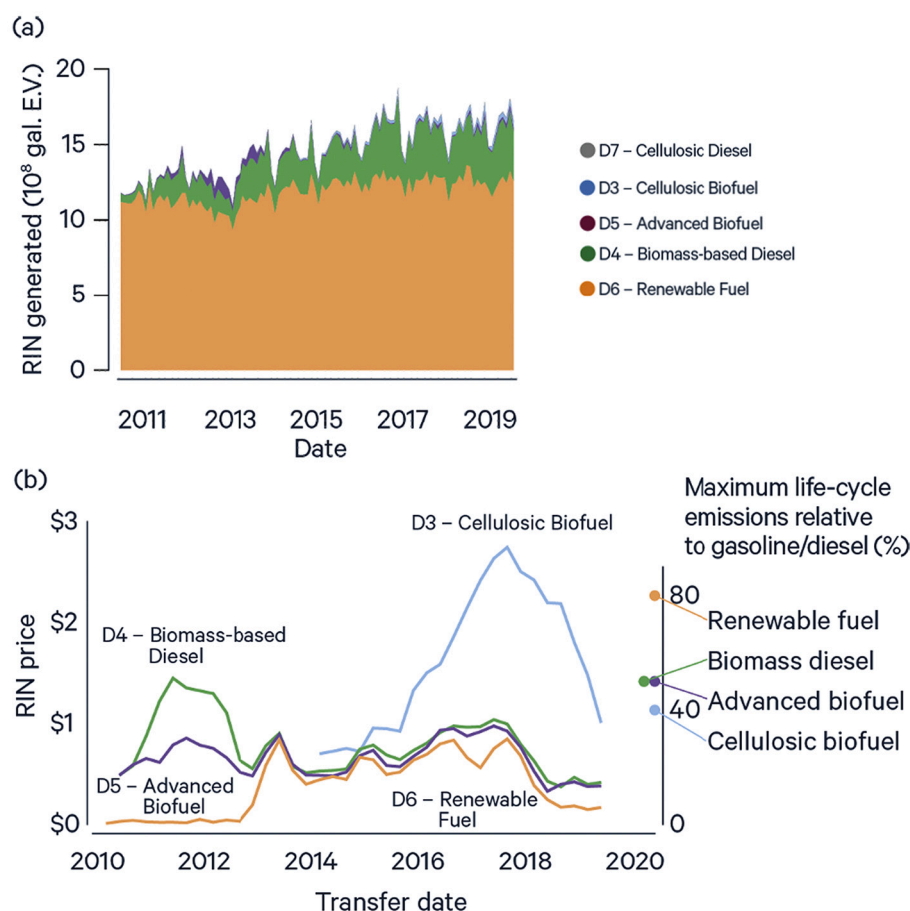 (a)
RIN generated (10⁸ gal. E.V.)
20
15
10
5
0
2011 2013 2015 2017 2019
Date
D7 – Cellulosic Diesel
D3 – Cellulosic Biofuel
D5 – Advanced Biofuel
D4 – Biomass-based Diesel
D6 – Renewable Fuel
(b)
RIN price
$3
$2
$1
$0
D3 – Cellulosic Biofuel
D4 – Biomass-based
Diesel
D5 – Advanced
Biofuel
D6 – Renewable
Fuel
2010 2012 2014 2016 2018 2020
Transfer date
Maximum life-cycle
emissions relative
to gasoline/diesel (%)
80
40
0
Renewable fuel
Biomass diesel
Advanced biofuel
Cellulosic biofuel